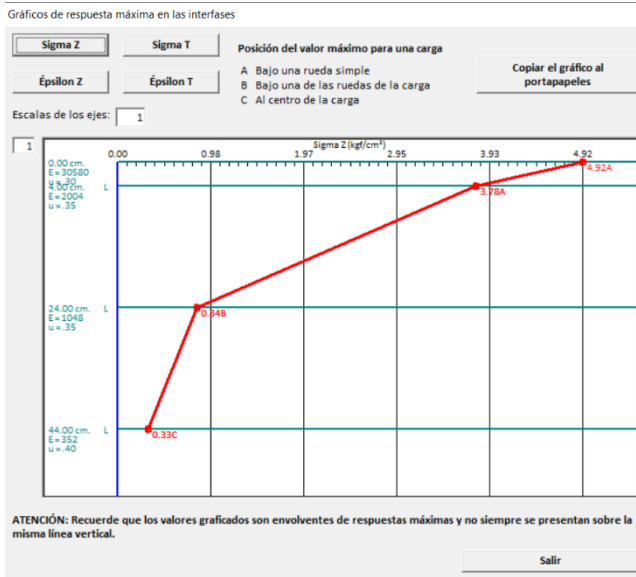 Gráficos de respuesta máxima en las interfases
Sigma Z
Sigma T
Épsilon Z
Épsilon T
Posición del valor máximo para una carga
A Bajo una rueda simple
B Bajo una de las ruedas de la carga
C Al centro de la carga
Copiar el gráfico al
portapapeles
Escalas de los ejes: 1
1
Sigma Z (kgf/cm²)
0.00 0.98 1.97 2.95 3.93 4.92
0.00 cm.
E=30580
u=.30
4.00 cm. L
E=2004
u=.35
4.92A
3.78A
24.00 cm. L
E=1048
u=.35
0.84B
44.00 cm. L
E=352
u=.40
0.33C
ATENCIÓN: Recuerde que los valores graficados son envolventes de respuestas máximas y no siempre se presentan sobre la
misma línea vertical.
Salir